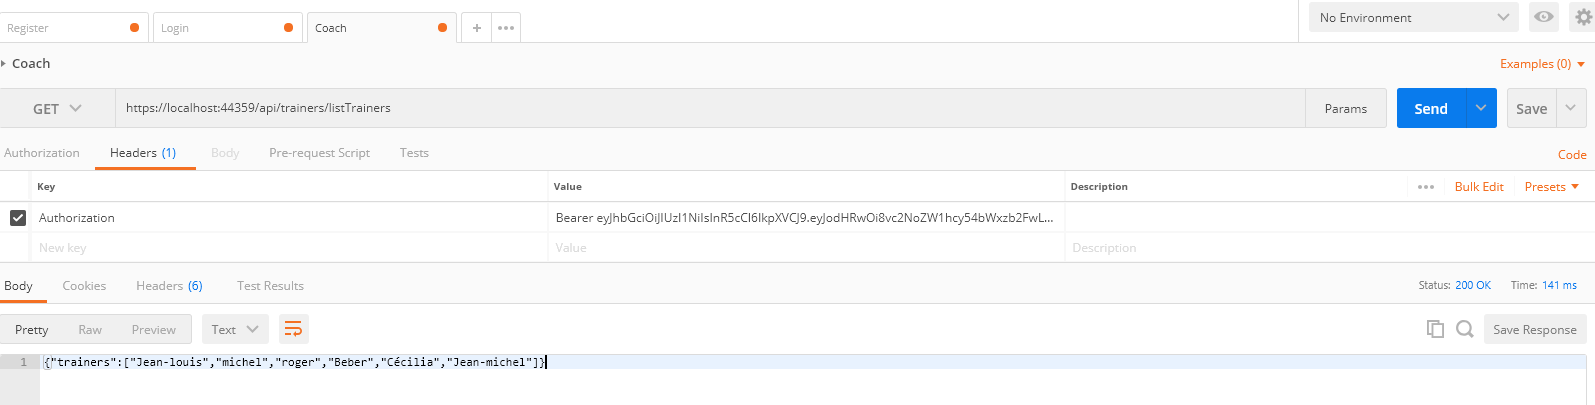 Register Login Coach + ••• No Environment
Coach Examples (0)
GET https://localhost:44359/api/trainers/listTrainers Params Send Save
Authorization Headers (1) Body Pre-request Script Tests Code
Key Value Description ••• Bulk Edit Presets
Authorization Bearer eyJhbGciOiJIUzI1NiIsInR5cCI6IkpXVCJ9.eyJodHRwOi8vc2NoZW1hcy54bWxzb2FwL...
New key Value Description
Body Cookies Headers (6) Test Results Status: 200 OK Time: 141 ms
Pretty Raw Preview Text Save Response
1 {"trainers":["Jean-louis","michel","roger","Beber","Cécilia","Jean-michel"]}